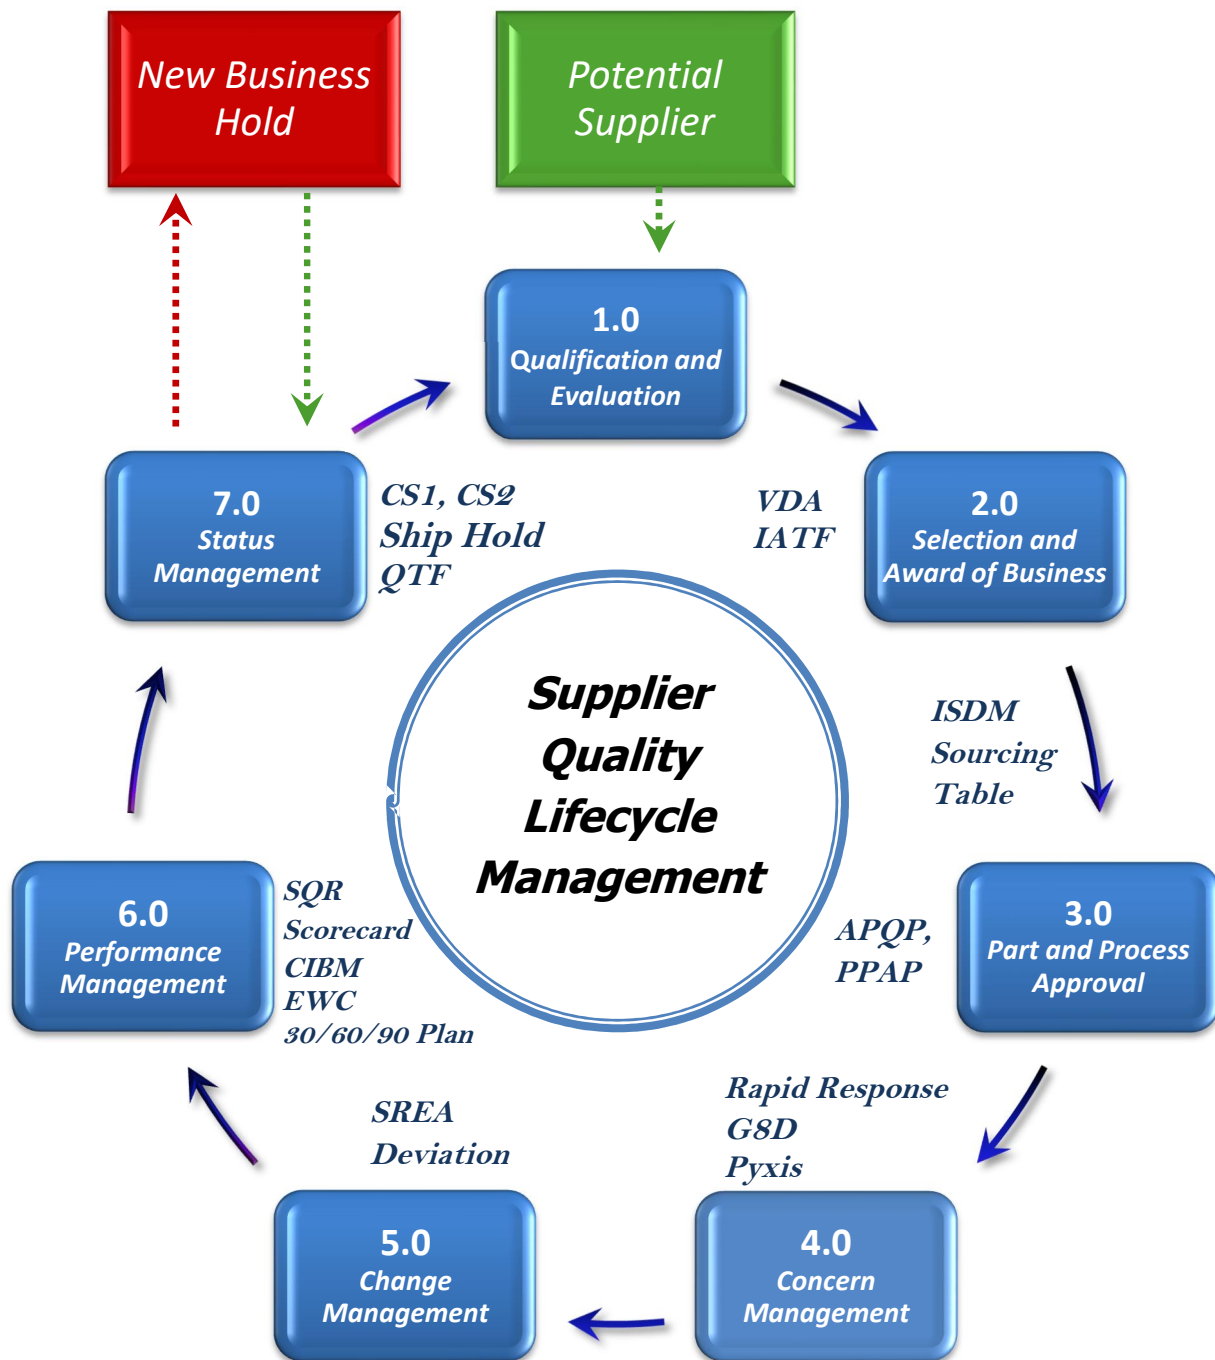 New Business
Hold
Potential
Supplier
1.0
Qualification and
Evaluation
7.0
Status
Management
CS1, CS2
Ship Hold
QTF
VDA
IATF
2.0
Selection and
Award of Business
Supplier
Quality
Lifecycle
Management
ISDM
Sourcing
Table
6.0
Performance
Management
SQR
Scorecard
CIBM
EWC
30/60/90 Plan
APQP,
PPAP
3.0
Part and Process
Approval
SREA
Deviation
Rapid Response
G8D
Pyxis
5.0
Change
Management
4.0
Concern
Management